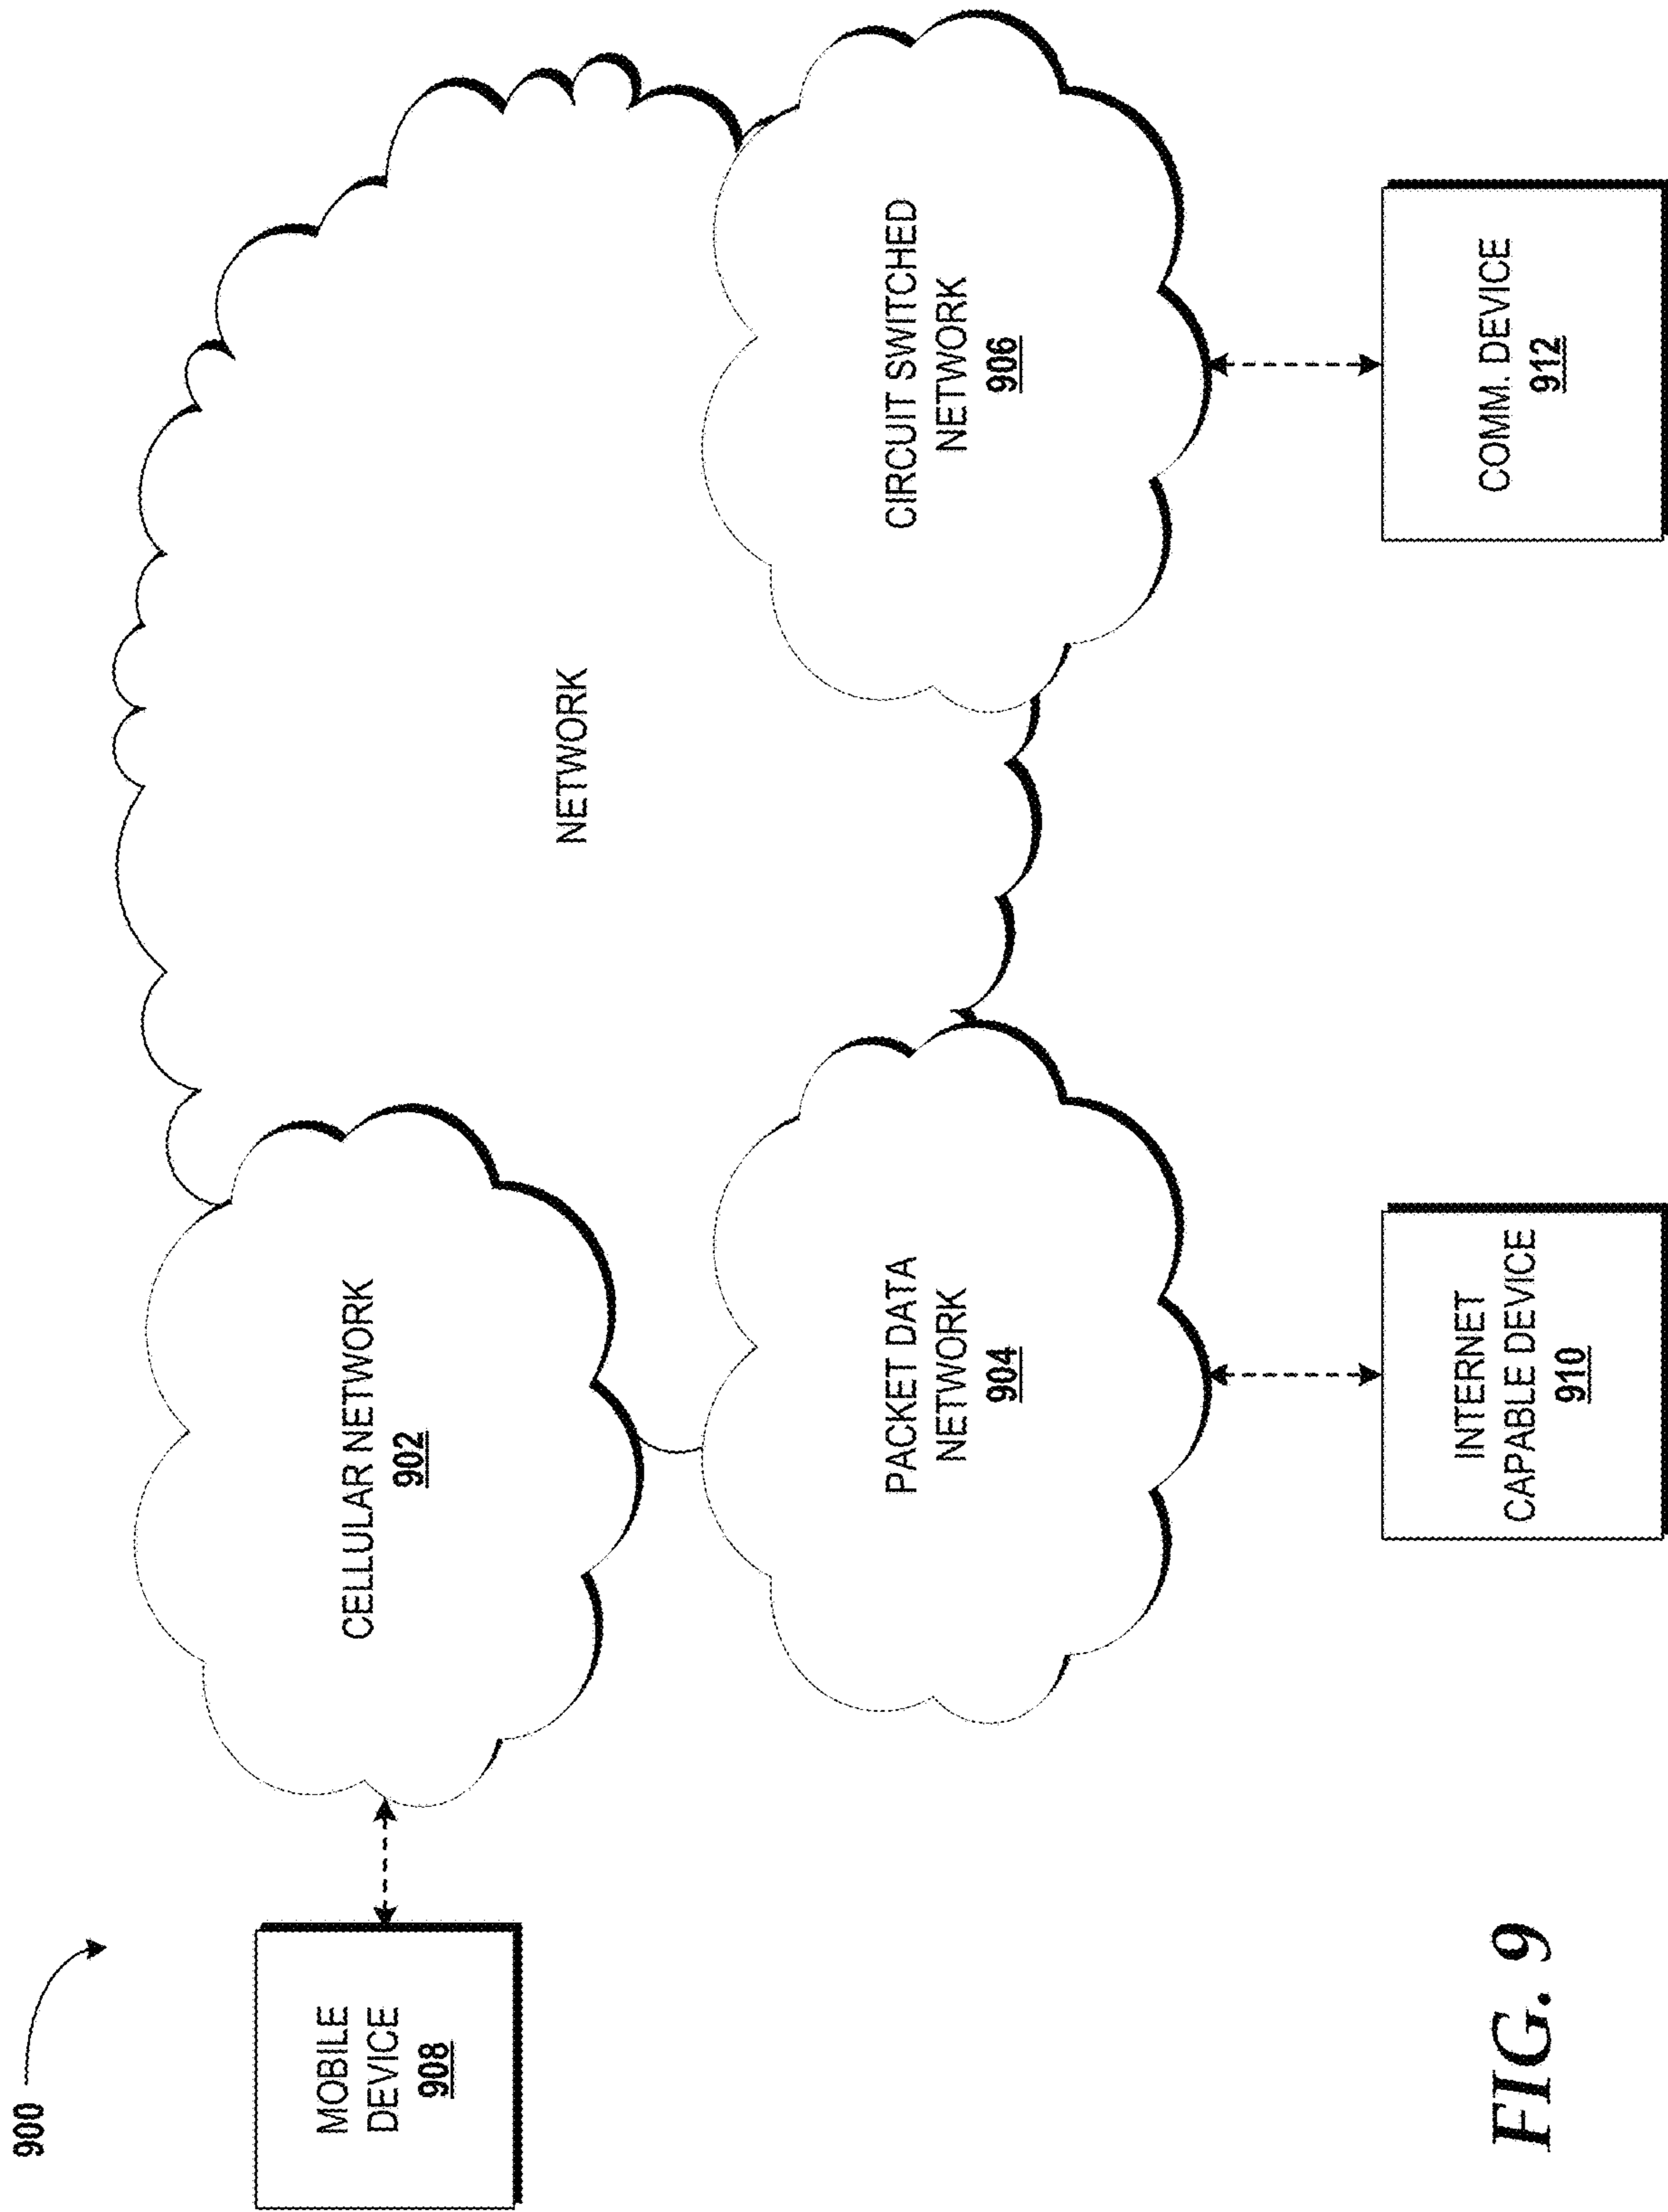 900
MOBILE
DEVICE
908
CELLULAR NETWORK
902
NETWORK
PACKET DATA
NETWORK
904
CIRCUIT SWITCHED
NETWORK
906
INTERNET
CAPABLE DEVICE
910
COMM. DEVICE
912
FIG. 9